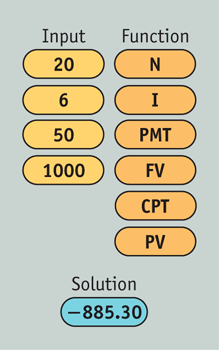 Input Function
20 N
6 I
50 PMT
1000 FV
CPT
PV
Solution
−885.30